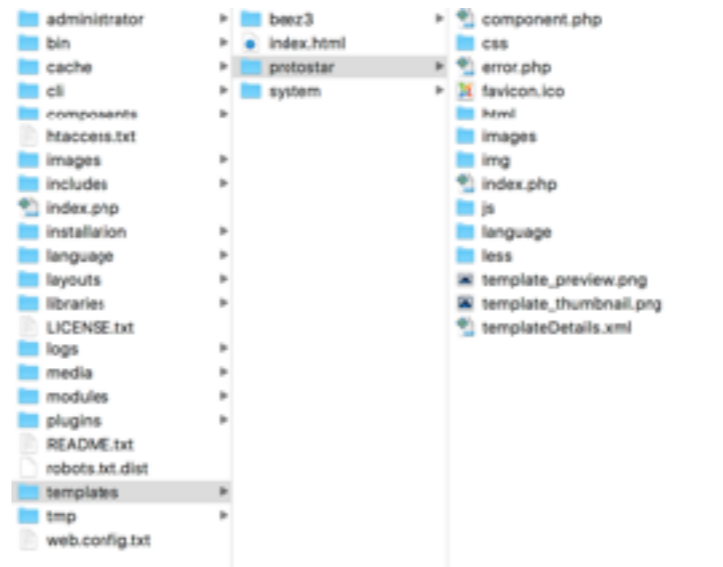 administrator
bin
cache
cli
components
htaccess.txt
images
includes
index.php
installation
language
layouts
libraries
LICENSE.txt
logs
media
modules
plugins
README.txt
robots.txt.dist
templates
tmp
web.config.txt
beez3
index.html
protostar
system
component.php
css
error.php
favicon.ico
html
images
img
index.php
js
language
less
template_preview.png
template_thumbnail.png
templateDetails.xml